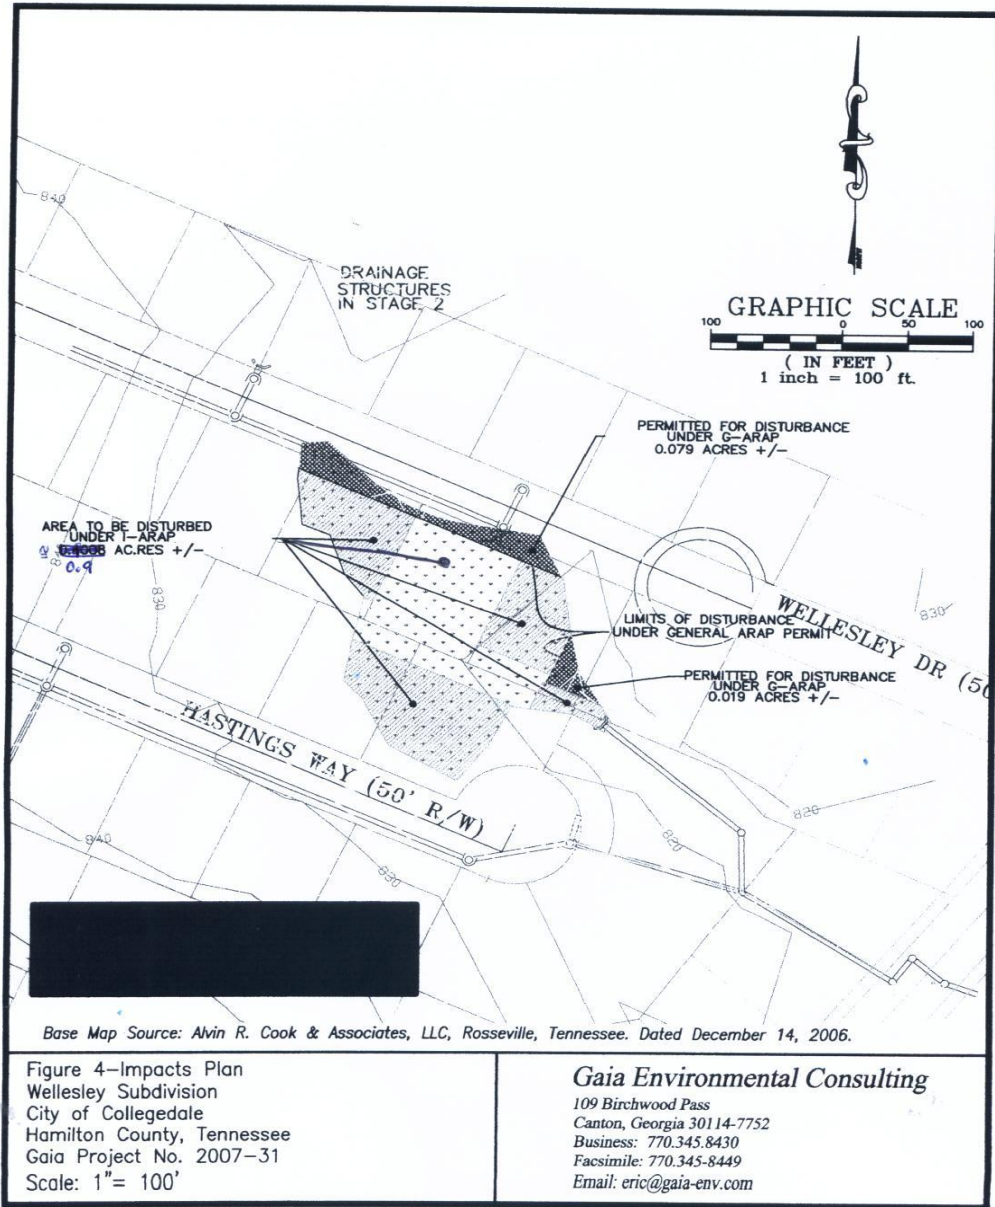 840
DRAINAGE
STRUCTURES
IN STAGE 2
GRAPHIC SCALE
100 0 50 100
( IN FEET )
1 inch = 100 ft.
PERMITTED FOR DISTURBANCE
UNDER G-ARAP
0.079 ACRES +/-
AREA TO BE DISTURBED
UNDER I-ARAP
AC.RES +/-
0.9
830
LIMITS OF DISTURBANCE
UNDER GENERAL ARAP PERMIT
WELLESLEY DR (50
830
PERMITTED FOR DISTURBANCE
UNDER G-ARAP
0.019 ACRES +/-
HASTINGS WAY (50' R/W)
840
830
820
820
Base Map Source: Alvin R. Cook & Associates, LLC, Rosseville, Tennessee. Dated December 14, 2006.
Figure 4-Impacts Plan
Wellesley Subdivision
City of Collegedale
Hamilton County, Tennessee
Gaia Project No. 2007-31
Scale: 1"= 100'
Gaia Environmental Consulting
109 Birchwood Pass
Canton, Georgia 30114-7752
Business: 770.345.8430
Facsimile: 770.345-8449
Email: eric@gaia-env.com